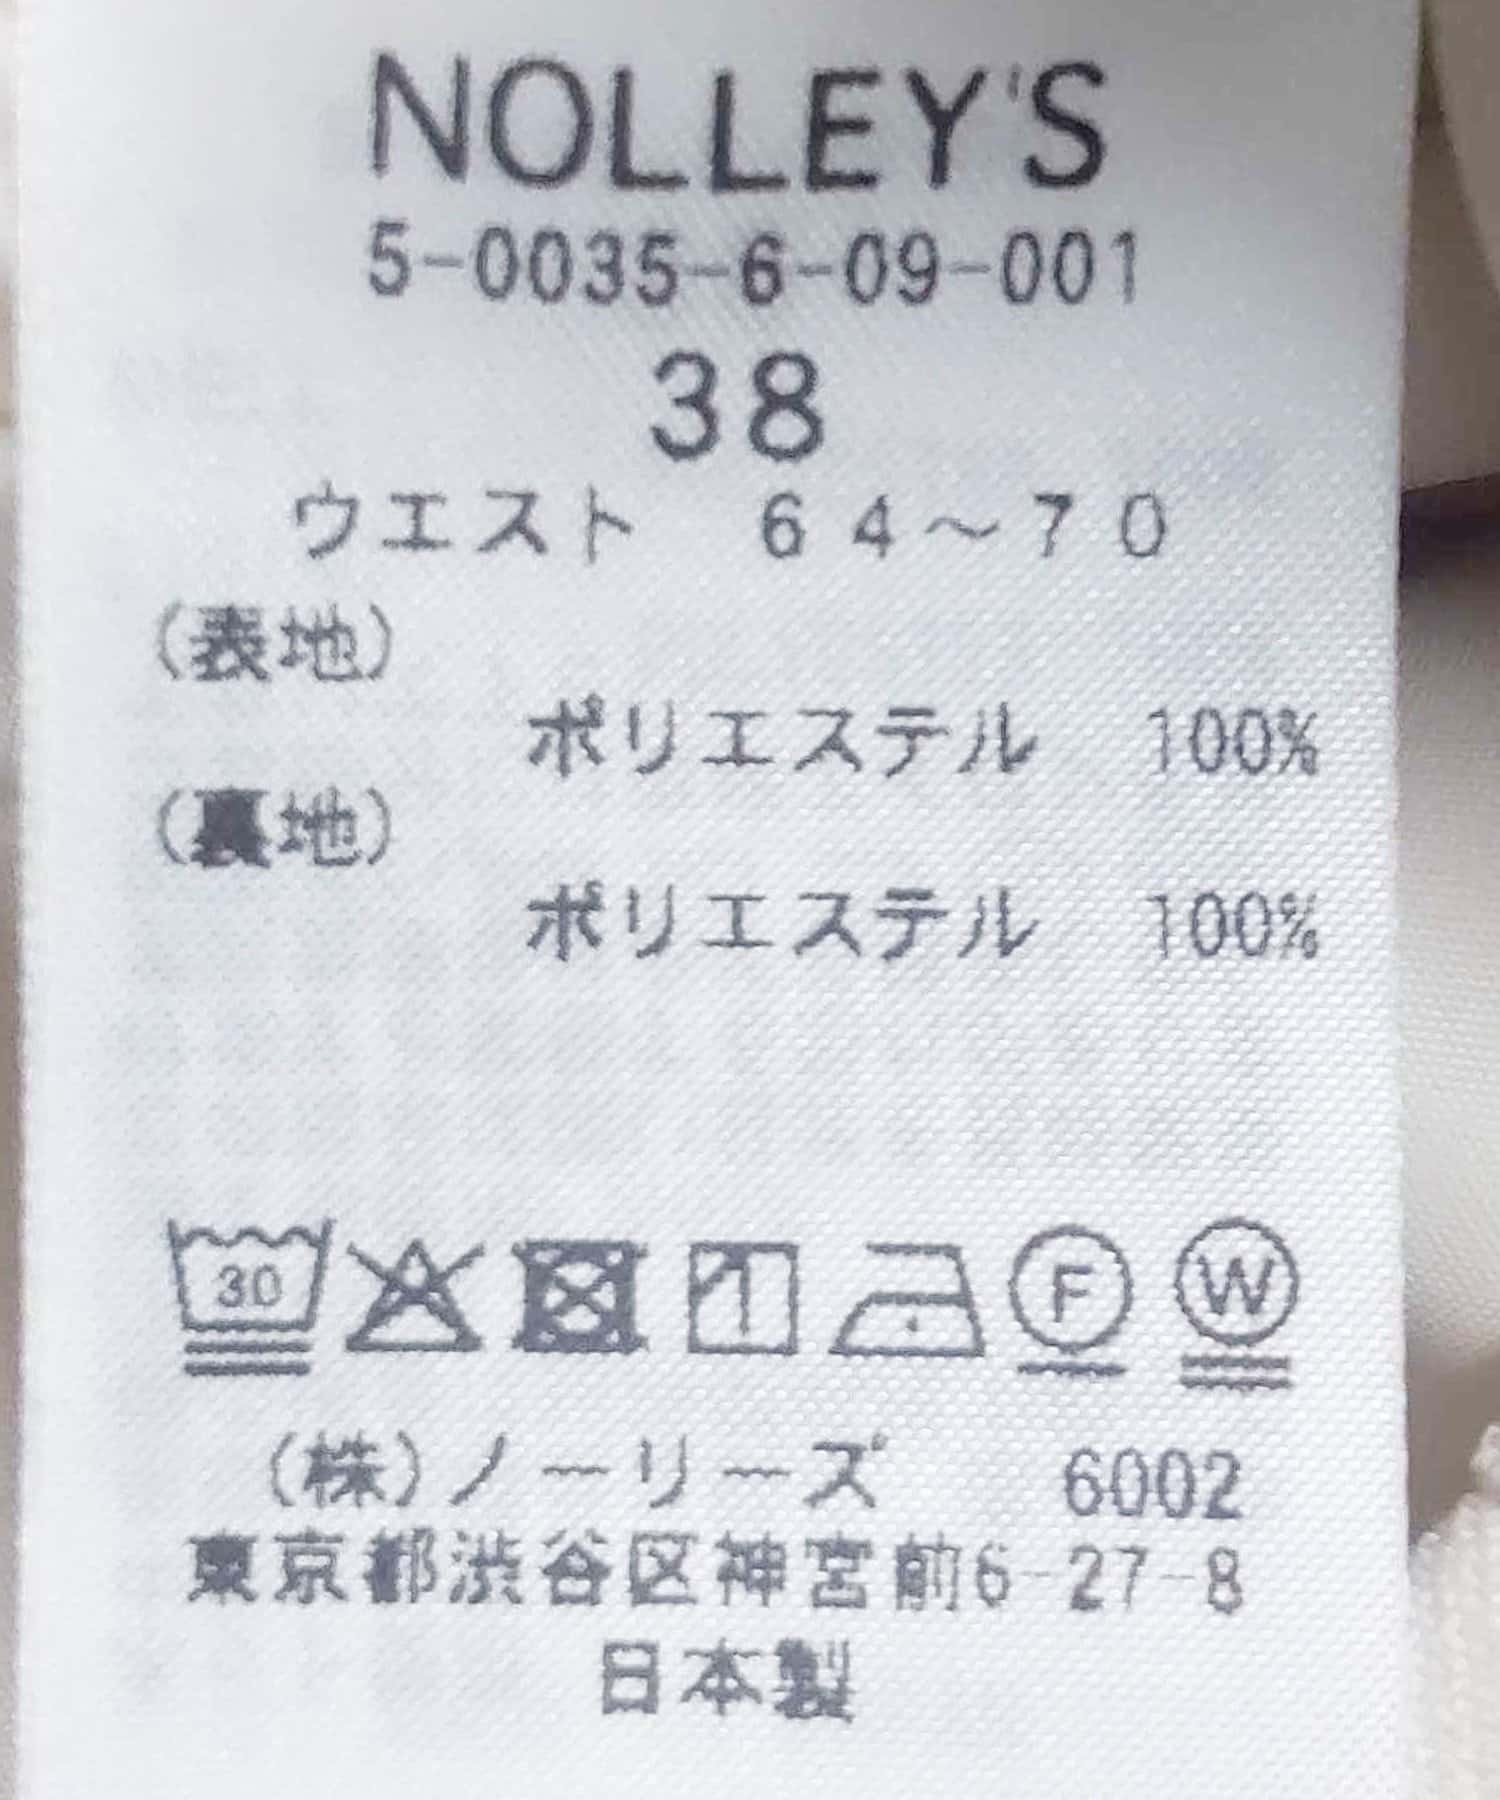 NOLLEY'S
5-0035-6-09-001
38
ウエスト 64～70
(表地)
ポリエステル 100%
(裏地)
ポリエステル 100%
30
F
W
(株)ノーリーズ 6002
東京都渋谷区神宮前6-27-8
日本製